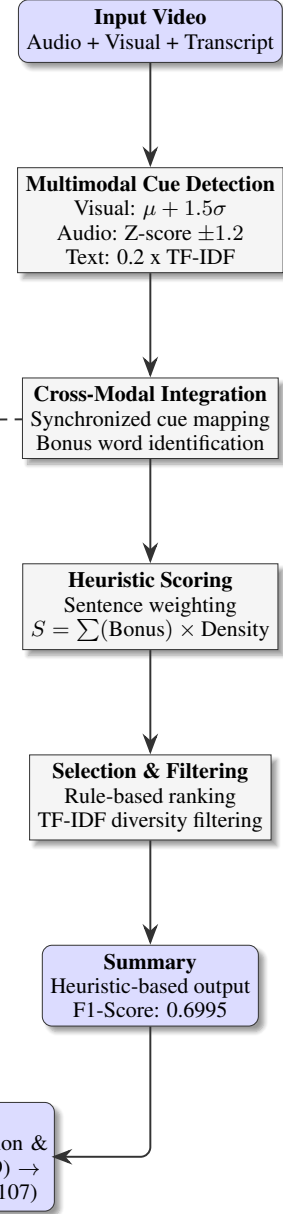 Input Video
Audio + Visual + Transcript
Multimodal Cue Detection
Visual: μ + 1.5σ
Audio: Z-score ±1.2
Text: 0.2 x TF-IDF
Cross-Modal Integration
Synchronized cue mapping
Bonus word identification
Heuristic Scoring
Sentence weighting
S = ∑(Bonus) × Density
Selection & Filtering
Rule-based ranking
TF-IDF diversity filtering
Summary
Heuristic-based output
F1-Score: 0.6995
&
→
107)